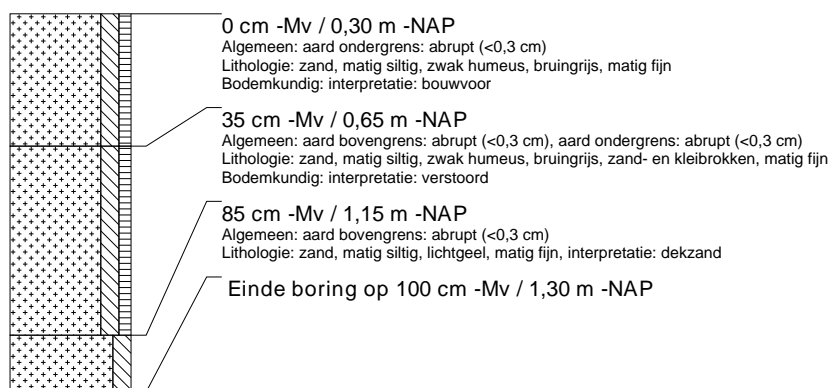 0 cm -Mv / 0,30 m -NAP
Algemeen: aard ondergrens: abrupt (<0,3 cm)
Lithologie: zand, matig siltig, zwak humeus, bruingrijs, matig fijn
Bodemkundig: interpretatie: bouwvoor
35 cm -Mv / 0,65 m -NAP
Algemeen: aard bovengrens: abrupt (<0,3 cm), aard ondergrens: abrupt (<0,3 cm)
Lithologie: zand, matig siltig, zwak humeus, bruingrijs, zand- en kleibrokken, matig fijn
Bodemkundig: interpretatie: verstoord
85 cm -Mv / 1,15 m -NAP
Algemeen: aard bovengrens: abrupt (<0,3 cm)
Lithologie: zand, matig siltig, lichtgeel, matig fijn, interpretatie: dekzand
Einde boring op 100 cm -Mv / 1,30 m -NAP